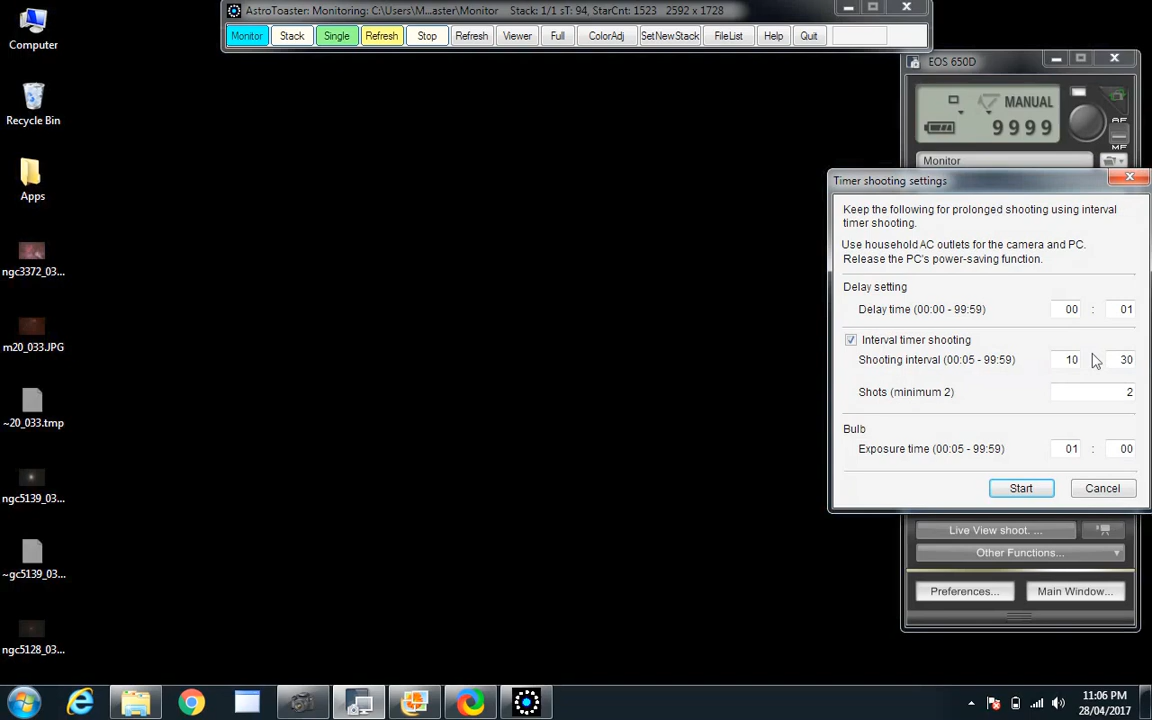 Computer
Recycle Bin
Apps
ngc3372_03...
m20_033.JPG
~20_033.tmp
ngc5139_03...
~gc5139_03...
ngc5128_03...
AstroToaster: Monitoring: C:\Users\M...aster\Monitor Stack: 1/1 sT: 94, StarCnt: 1523 2592 x 1728
Monitor Stack Single Refresh Stop Refresh Viewer Full ColorAdj SetNewStack FileList Help Quit
EOS 650D
MANUAL
9999
AF
MF
Monitor
Timer shooting settings
Keep the following for prolonged shooting using interval
timer shooting.
Use household AC outlets for the camera and PC.
Release the PC's power-saving function.
Delay setting
Delay time (00:00 - 99:59) 00 : 01
Interval timer shooting
Shooting interval (00:05 - 99:59) 10 30
Shots (minimum 2) 2
Bulb
Exposure time (00:05 - 99:59) 01 : 00
Start Cancel
Live View shoot. ...
Other Functions...
Preferences... Main Window...
11:06 PM
28/04/2017